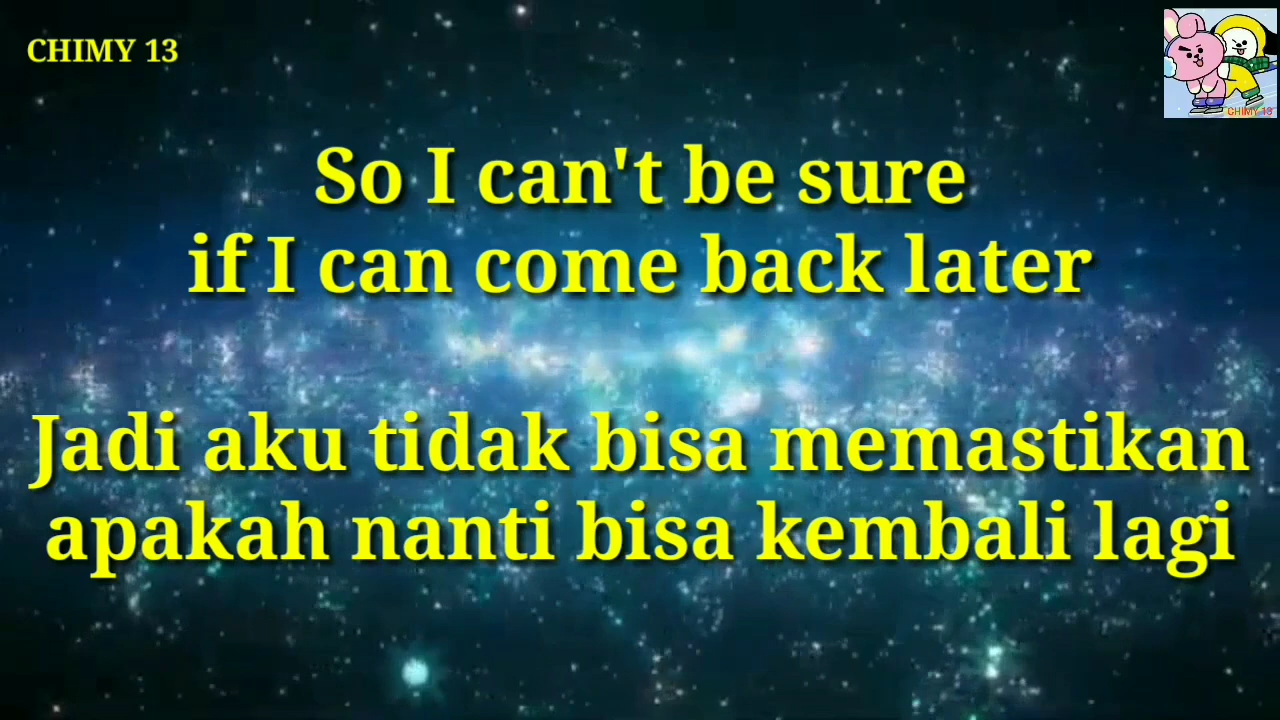 CHIMY 13
CHIMY 13
So I can't be sure
if I can come back later
Jadi aku tidak bisa memastikan
apakah nanti bisa kembali lagi